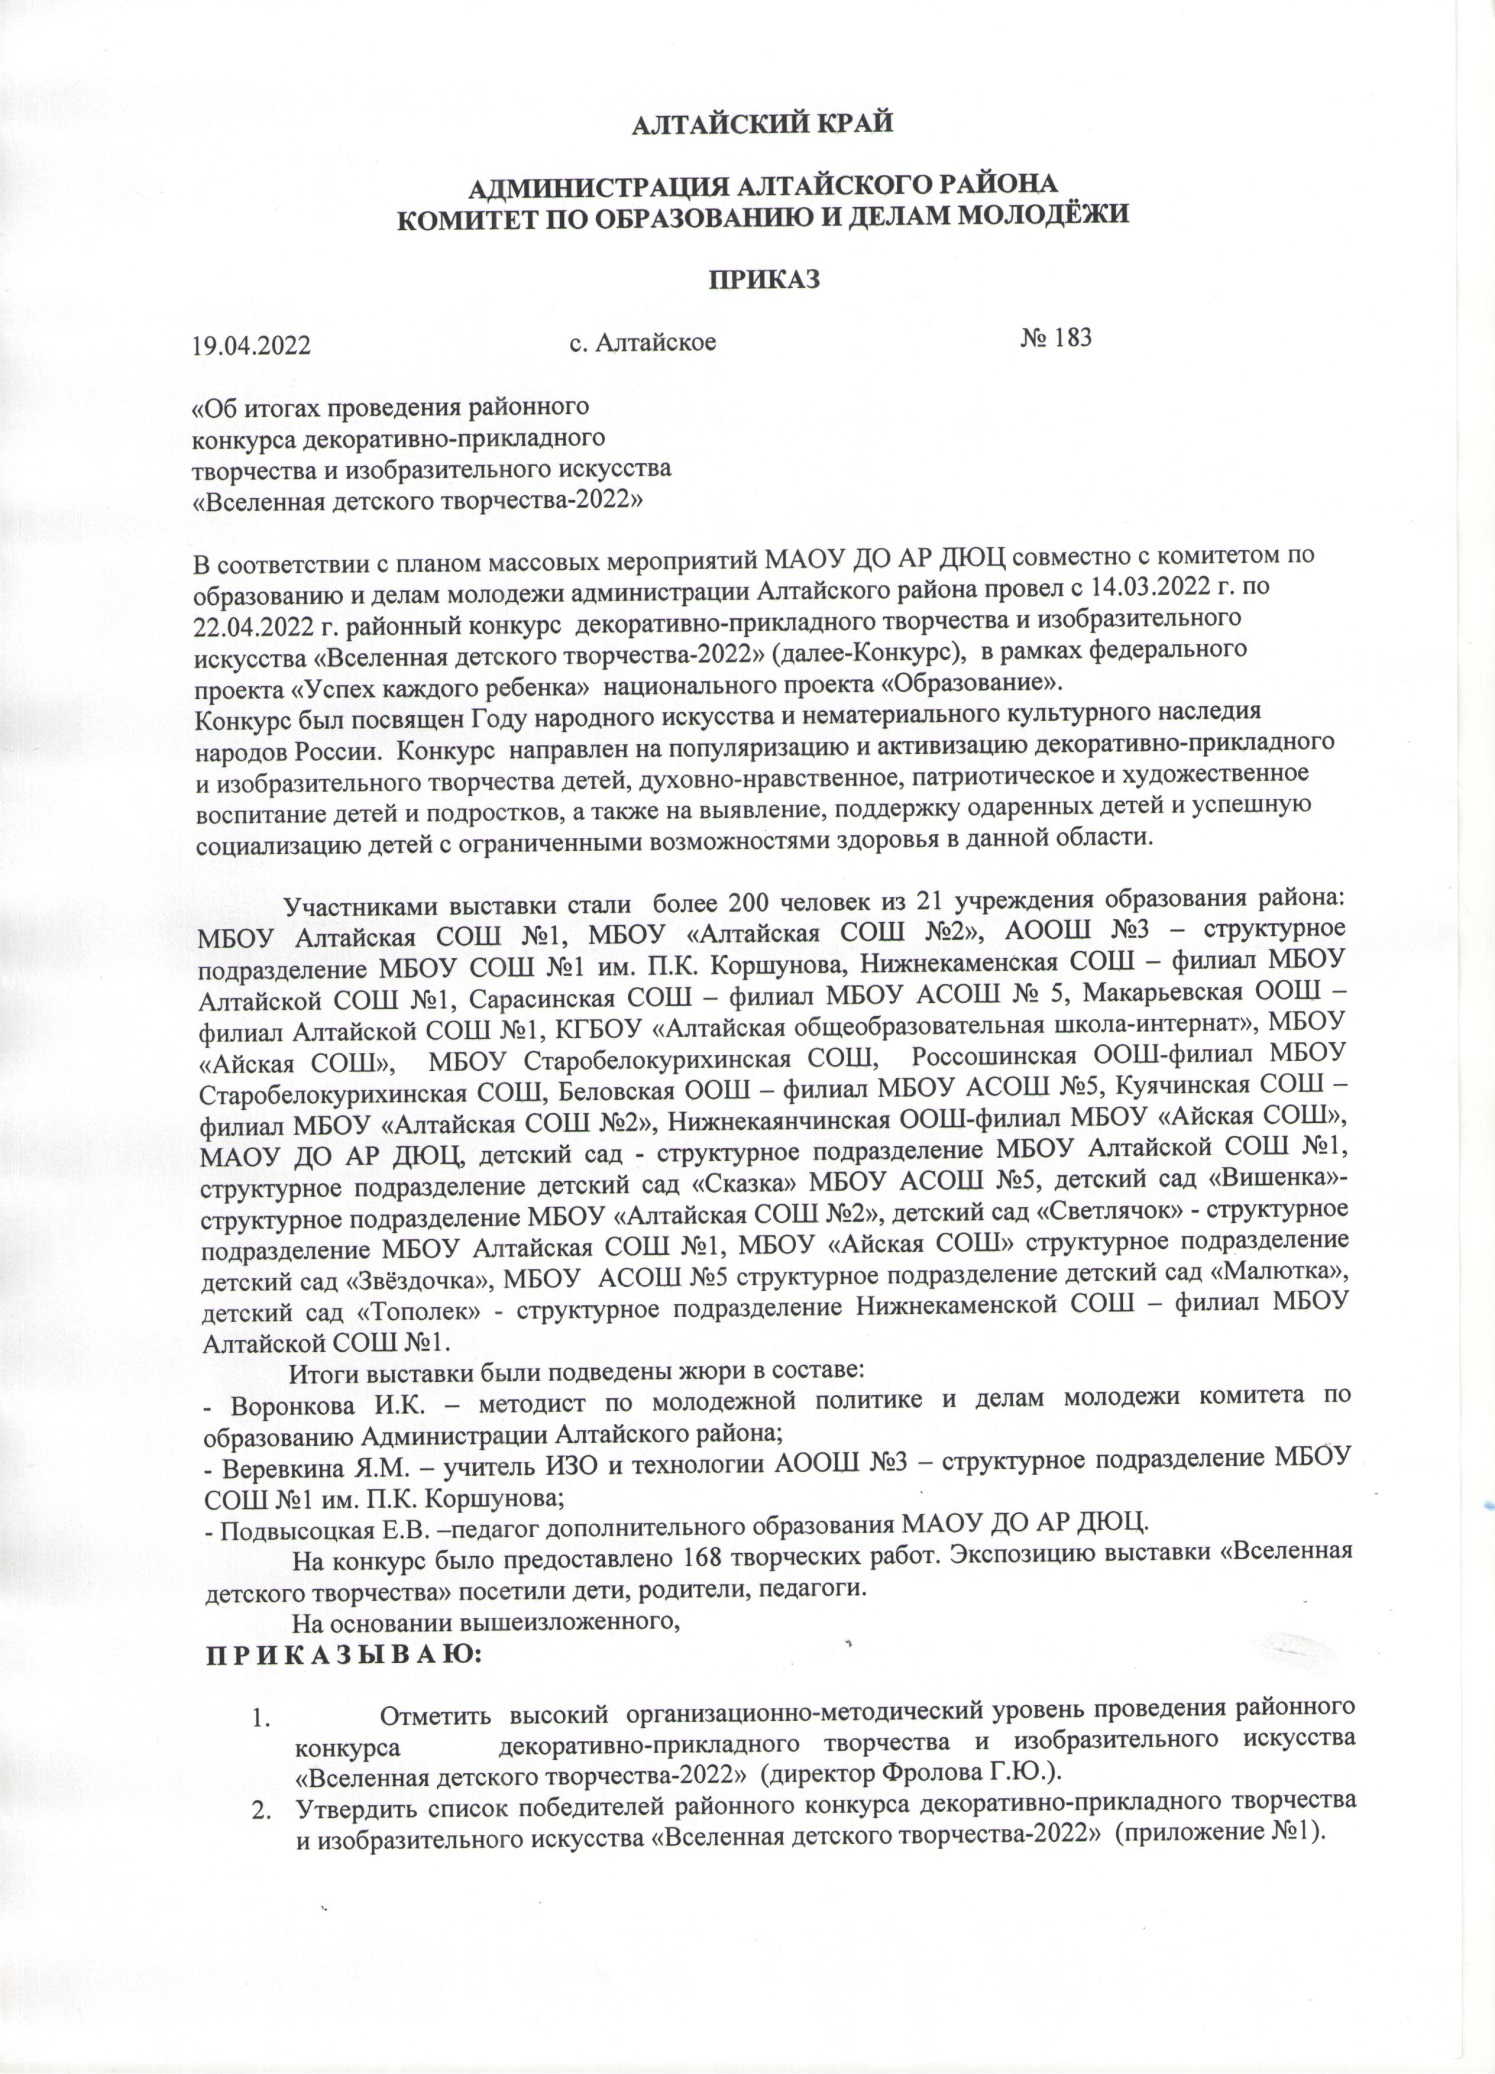 АЛТАЙСКИЙ КРАЙ
АДМИНИСТРАЦИЯ АЛТАЙСКОГО РАЙОНА
КОМИТЕТ ПО ОБРАЗОВАНИЮ И ДЕЛАМ МОЛОДЁЖИ
ПРИКАЗ
19.04.2022 с. Алтайское № 183
«Об итогах проведения районного
конкурса декоративно-прикладного
творчества и изобразительного искусства
«Вселенная детского творчества-2022»
В соответствии с планом массовых мероприятий МАОУ ДО АР ДЮЦ совместно с комитетом по
образованию и делам молодежи администрации Алтайского района провел с 14.03.2022 г. по
22.04.2022 г. районный конкурс декоративно-прикладного творчества и изобразительного
искусства «Вселенная детского творчества-2022» (далее-Конкурс), в рамках федерального
проекта «Успех каждого ребенка» национального проекта «Образование».
Конкурс был посвящен Году народного искусства и нематериального культурного наследия
народов России. Конкурс направлен на популяризацию и активизацию декоративно-прикладного
и изобразительного творчества детей, духовно-нравственное, патриотическое и художественное
воспитание детей и подростков, а также на выявление, поддержку одаренных детей и успешную
социализацию детей с ограниченными возможностями здоровья в данной области.
Участниками выставки стали более 200 человек из 21 учреждения образования района:
МБОУ Алтайская СОШ №1, МБОУ «Алтайская СОШ №2», АООШ №3 – структурное
подразделение МБОУ СОШ №1 им. П.К. Коршунова, Нижнекаменская СОШ – филиал МБОУ
Алтайской СОШ №1, Сарасинская СОШ – филиал МБОУ АСОШ № 5, Макарьевская ООШ –
филиал Алтайской СОШ №1, КГБОУ «Алтайская общеобразовательная школа-интернат», МБОУ
«Айская СОШ», МБОУ Старобелокурихинская СОШ, Россошинская ООШ-филиал МБОУ
Старобелокурихинская СОШ, Беловская ООШ – филиал МБОУ АСОШ №5, Куячинская СОШ –
филиал МБОУ «Алтайская СОШ №2», Нижнекаянчинская ООШ-филиал МБОУ «Айская СОШ»,
МАОУ ДО АР ДЮЦ, детский сад - структурное подразделение МБОУ Алтайской СОШ №1,
структурное подразделение детский сад «Сказка» МБОУ АСОШ №5, детский сад «Вишенка»-
структурное подразделение МБОУ «Алтайская СОШ №2», детский сад «Светлячок» - структурное
подразделение МБОУ Алтайская СОШ №1, МБОУ «Айская СОШ» структурное подразделение
детский сад «Звёздочка», МБОУ АСОШ №5 структурное подразделение детский сад «Малютка»,
детский сад «Тополек» - структурное подразделение Нижнекаменской СОШ – филиал МБОУ
Алтайской СОШ №1.
Итоги выставки были подведены жюри в составе:
- Воронкова И.К. – методист по молодежной политике и делам молодежи комитета по
образованию Администрации Алтайского района;
- Веревкина Я.М. – учитель ИЗО и технологии АООШ №3 – структурное подразделение МБОУ
СОШ №1 им. П.К. Коршунова;
- Подвысоцкая Е.В. –педагог дополнительного образования МАОУ ДО АР ДЮЦ.
На конкурс было предоставлено 168 творческих работ. Экспозицию выставки «Вселенная
детского творчества» посетили дети, родители, педагоги.
На основании вышеизложенного,
П Р И К А З Ы В А Ю:
1. Отметить высокий организационно-методический уровень проведения районного
конкурса декоративно-прикладного творчества и изобразительного искусства
«Вселенная детского творчества-2022» (директор Фролова Г.Ю.).
2. Утвердить список победителей районного конкурса декоративно-прикладного творчества
и изобразительного искусства «Вселенная детского творчества-2022» (приложение №1).